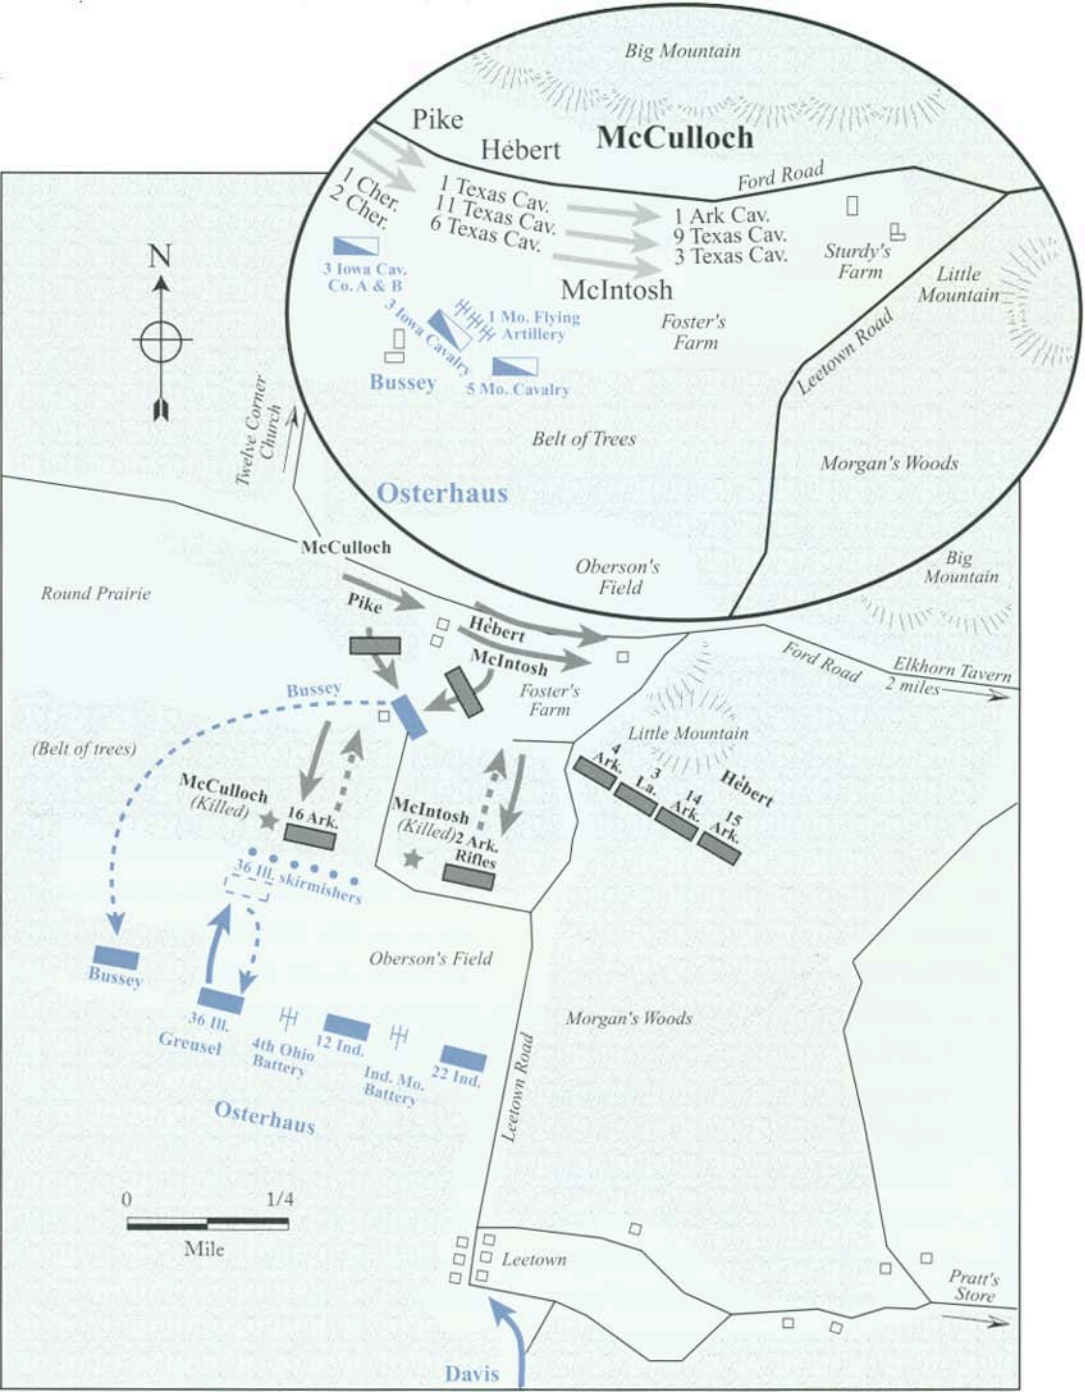 Big Mountain
Pike
Hébert
McCulloch
Ford Road
1 Cher.
2 Cher.
1 Texas Cav.
11 Texas Cav.
6 Texas Cav.
1 Ark Cav.
9 Texas Cav.
3 Texas Cav.
Sturdy's
Farm
Little
Mountain
3 Iowa Cav.
Co. A & B
McIntosh
3 Iowa Cavalry
1 Mo. Flying
Artillery
Foster's
Farm
Leetown Road
Bussey
5 Mo. Cavalry
Belt of Trees
Morgan's Woods
Osterhaus
Oberson's
Field
N
Twelve Corner
Church
McCulloch
Round Prairie
Pike
Hébert
McIntosh
Foster's
Farm
Big
Mountain
Ford Road
Elkhorn Tavern
2 miles
Bussey
(Belt of trees)
Little Mountain
4
Ark.
3
La.
14
Ark.
15
Ark.
Hébert
McCulloch
(Killed)
16 Ark.
McIntosh
(Killed)
2 Ark.
Rifles
36 Ill. skirmishers
Bussey
Oberson's Field
36 Ill.
Greusel
4th Ohio
Battery
12 Ind.
Ind. Mo.
Battery
22 Ind.
Morgan's Woods
Leetown Road
Osterhaus
0 1/4
Mile
Leetown
Pratt's
Store
Davis